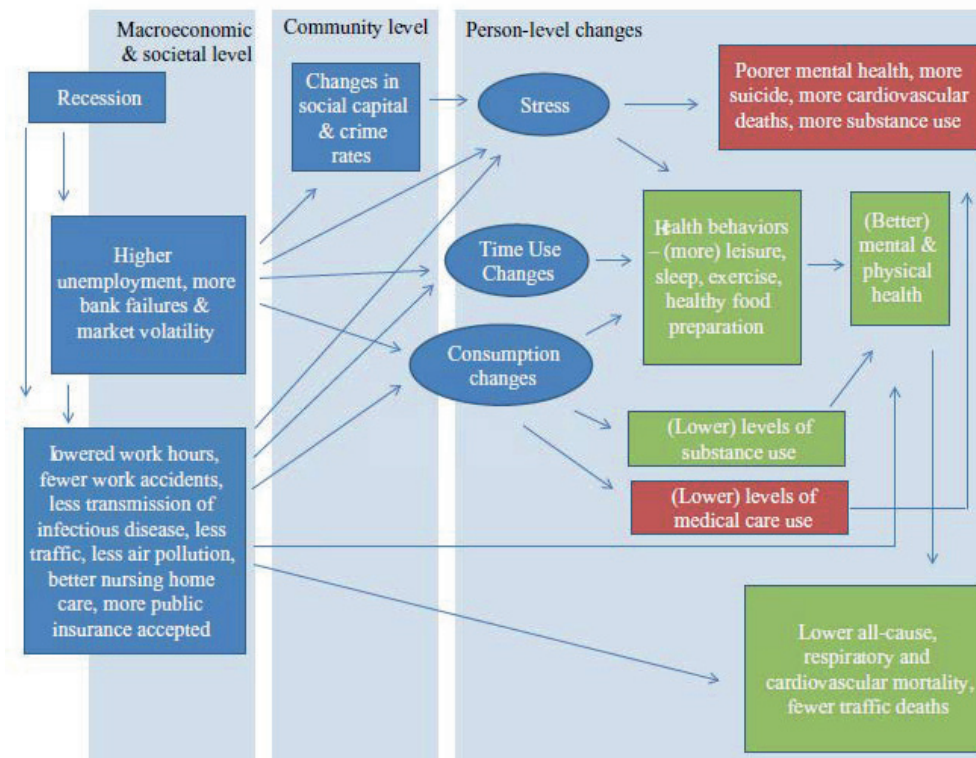 Macroeconomic
& societal level
Community level
Person-level changes
Recession
Changes in
social capital
& crime
rates
Stress
Poorer mental health, more
suicide, more cardiovascular
deaths, more substance use
Higher
unemployment, more
bank failures &
market volatility
Time Use
Changes
Health behaviors
– (more) leisure,
sleep, exercise,
healthy food
preparation
(Better)
mental &
physical
health
Consumption
changes
(Lower) levels of
substance use
(Lower) levels of
medical care use
lowered work hours,
fewer work accidents,
less transmission of
infectious disease, less
traffic, less air pollution,
better nursing home
care, more public
insurance accepted
Lower all-cause,
respiratory and
cardiovascular mortality,
fewer traffic deaths